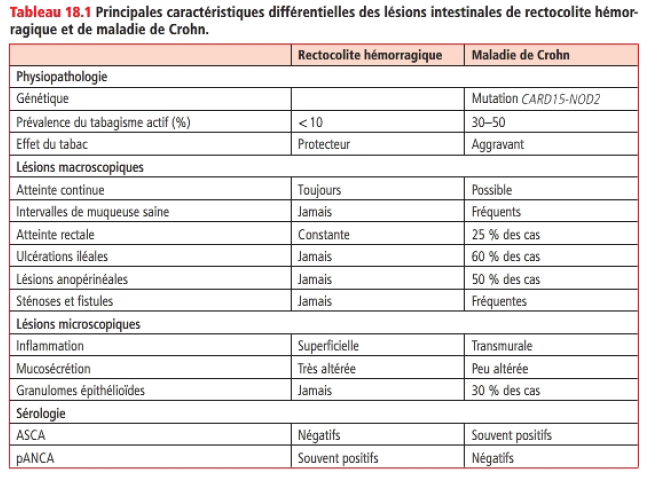 Tableau 18.1 Principales caractéristiques différentielles des lésions intestinales de rectocolite hémor-
ragique et de maladie de Crohn.
Rectocolite hémorragique Maladie de Crohn
Physiopathologie
Génétique Mutation CARD15-NOD2
Prévalence du tabagisme actif (%) < 10 30–50
Effet du tabac Protecteur Aggravant
Lésions macroscopiques
Atteinte continue Toujours Possible
Intervalles de muqueuse saine Jamais Fréquents
Atteinte rectale Constante 25 % des cas
Ulcérations iléales Jamais 60 % des cas
Lésions anopérinéales Jamais 50 % des cas
Sténoses et fistules Jamais Fréquentes
Lésions microscopiques
Inflammation Superficielle Transmurale
Mucosécrétion Très altérée Peu altérée
Granulomes épithélioïdes Jamais 30 % des cas
Sérologie
ASCA Négatifs Souvent positifs
pANCA Souvent positifs Négatifs